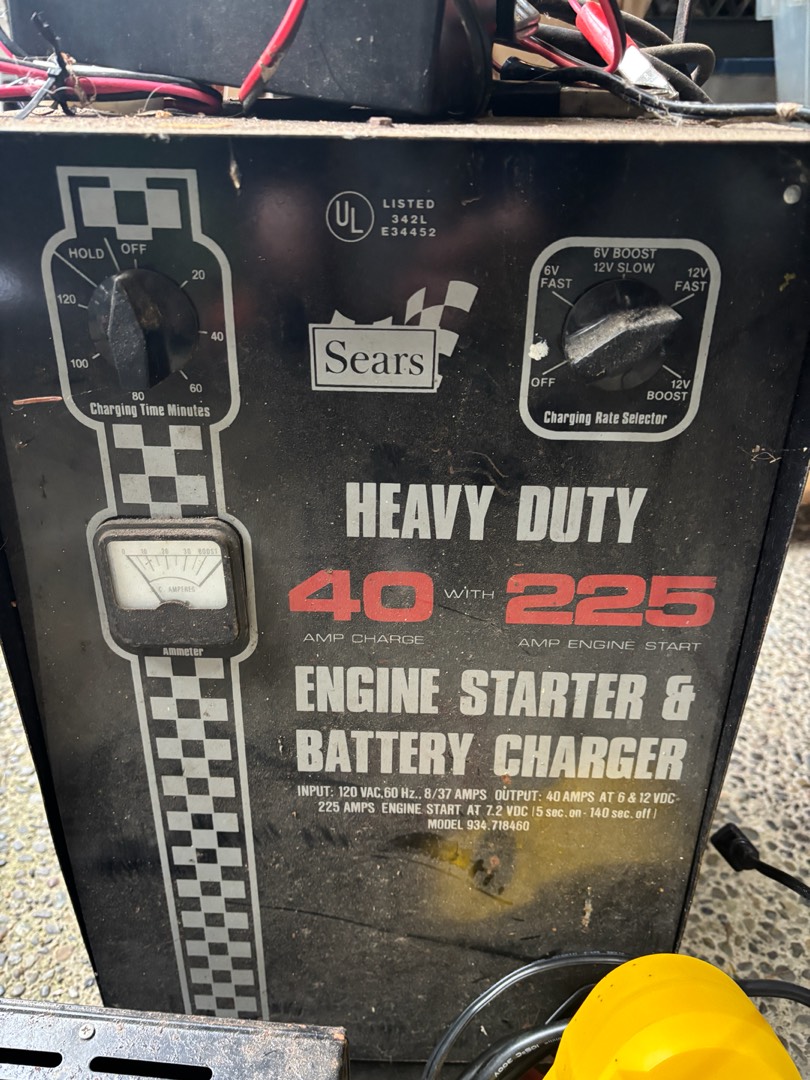 UL
LISTED
342L
E34452
HOLD
OFF
20
40
60
80
100
120
Charging Time Minutes
Sears
6V
FAST
6V BOOST
12V SLOW
12V
FAST
OFF
12V
BOOST
Charging Rate Selector
HEAVY DUTY
40 WITH 225
AMP CHARGE
AMP ENGINE START
BOOST
AMPERES
Ammeter
ENGINE STARTER &
BATTERY CHARGER
INPUT: 120 VAC, 60 Hz., 8/37 AMPS OUTPUT: 40 AMPS AT 6 & 12 VDC-
225 AMPS ENGINE START AT 7.2 VDC (5 sec. on - 140 sec. off)
MODEL 934.718460